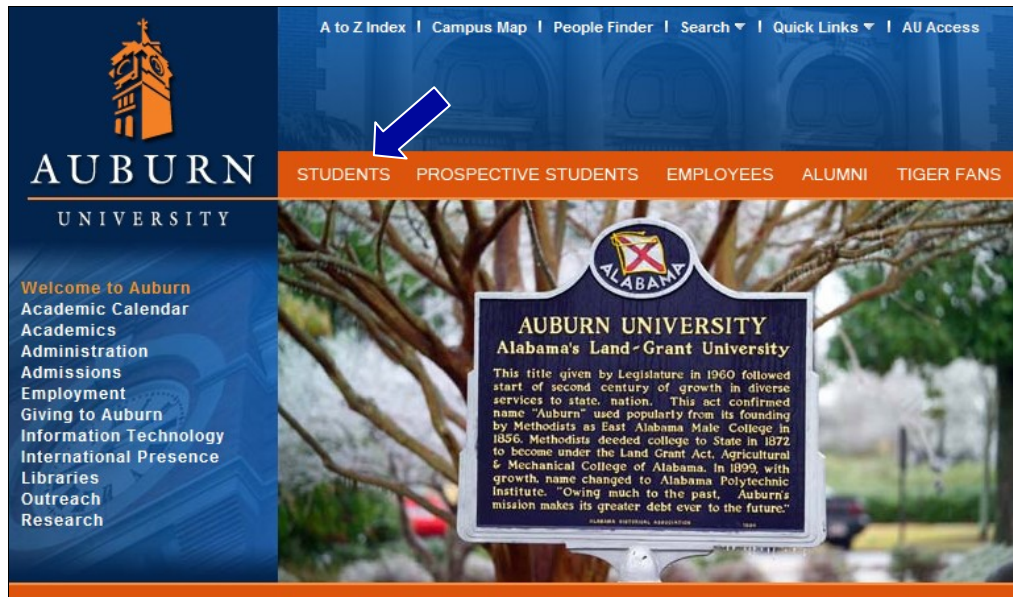 A to Z Index | Campus Map | People Finder | Search | Quick Links | AU Access
AUBURN
UNIVERSITY
STUDENTS PROSPECTIVE STUDENTS EMPLOYEES ALUMNI TIGER FANS
Welcome to Auburn
Academic Calendar
Academics
Administration
Admissions
Employment
Giving to Auburn
Information Technology
International Presence
Libraries
Outreach
Research
ALABAMA
AUBURN UNIVERSITY
Alabama's Land-Grant University
This title given by Legislature in 1960 followed
start of second century of growth in diverse
services to state, nation. This act confirmed
name "Auburn" used popularly from its founding
by Methodists as East Alabama Male College in
1856. Methodists deeded college to State in 1872
to become under the Land Grant Act, Agricultural
& Mechanical College of Alabama. In 1899, with
growth, name changed to Alabama Polytechnic
Institute. "Owing much to the past, Auburn's
mission makes its greater debt ever to the future."
ALABAMA HISTORICAL ASSOCIATION